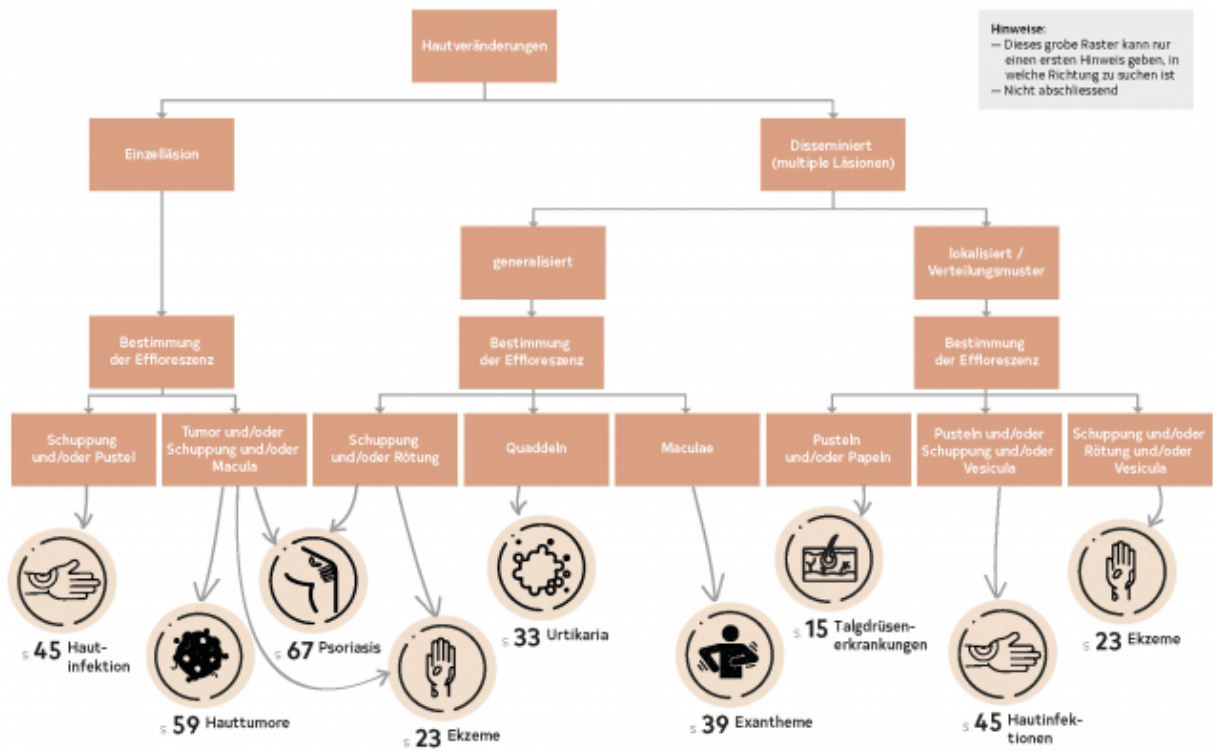 Hautveränderungen
Hinweise:
— Dieses grobe Raster kann nur
einen ersten Hinweis geben, in
welche Richtung zu suchen ist
— Nicht abschliessend
Einzelläsion
Disseminiert
(multiple Läsionen)
generalisiert
lokalisiert /
Verteilungsmuster
Bestimmung
der Effloreszenz
Bestimmung
der Effloreszenz
Bestimmung
der Effloreszenz
Schuppung
und/oder Pustel
Tumor und/oder
Schuppung und/oder
Macula
Schuppung
und/oder Rötung
Quaddeln
Maculae
Pusteln
und/oder Papeln
Pusteln und/oder
Schuppung und/oder
Vesicula
Schuppung und/oder
Rötung und/oder
Vesicula
S. 45 Haut-
infektion
S. 59 Hauttumore
S. 67 Psoriasis
S. 23 Ekzeme
S. 33 Urtikaria
S. 39 Exantheme
S. 15 Talgdrüsen-
erkrankungen
S. 45 Hautinfek-
tionen
S. 23 Ekzeme